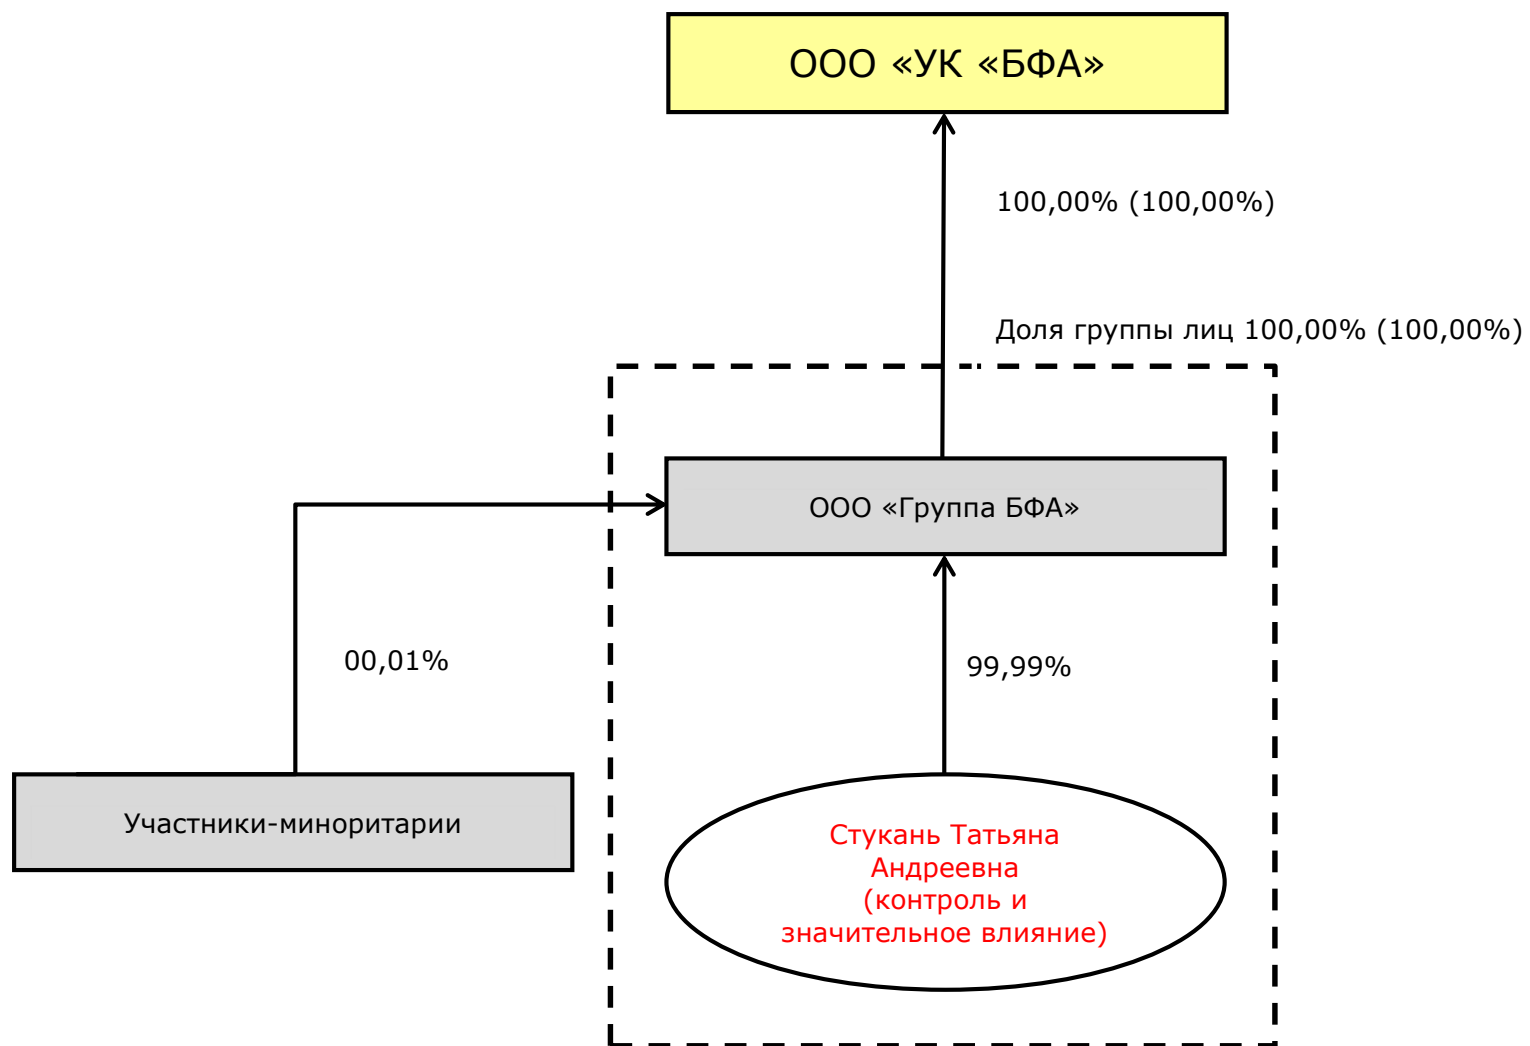 ООО «УК «БФА»
100,00% (100,00%)
Доля группы лиц 100,00% (100,00%)
ООО «Группа БФА»
00,01%
99,99%
Участники-миноритарии
Стукань Татьяна
Андреевна
(контроль и
значительное влияние)